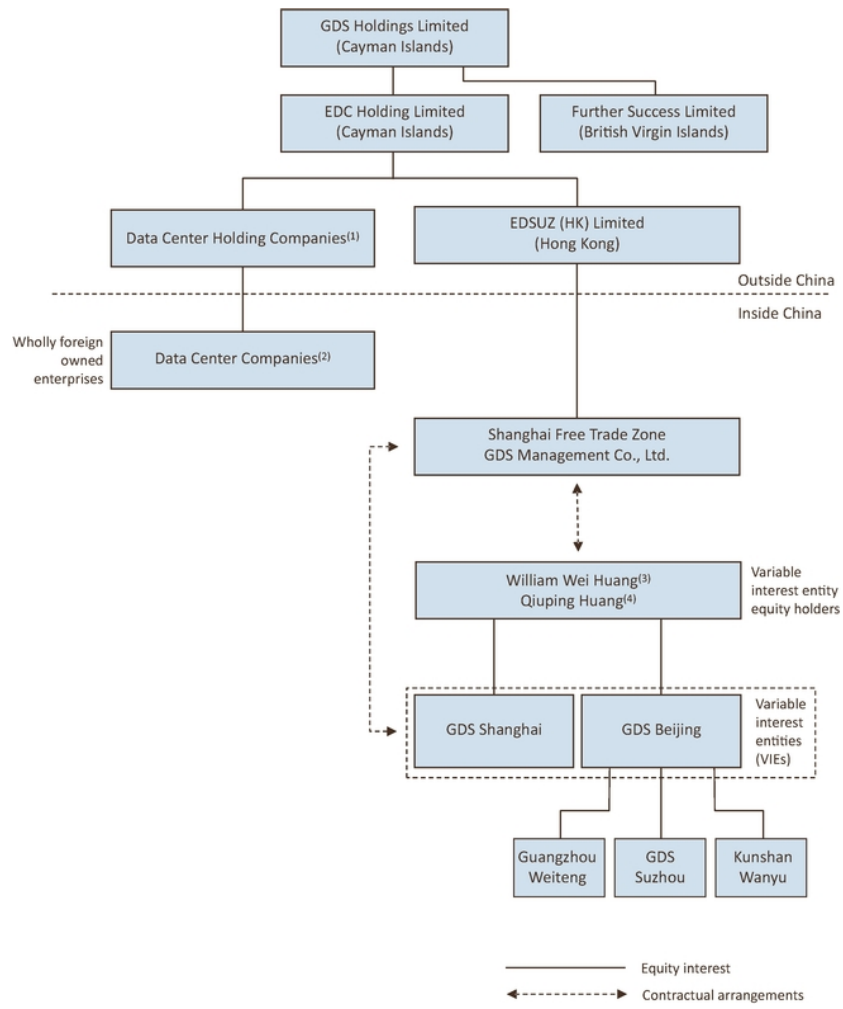 GDS Holdings Limited
(Cayman Islands)
EDC Holding Limited
(Cayman Islands)
Further Success Limited
(British Virgin Islands)
Data Center Holding Companies(1)
EDSUZ (HK) Limited
(Hong Kong)
Outside China
Inside China
Wholly foreign
owned
enterprises
Data Center Companies(2)
Shanghai Free Trade Zone
GDS Management Co., Ltd.
William Wei Huang(3)
Qiuping Huang(4)
Variable
interest entity
equity holders
GDS Shanghai
GDS Beijing
Variable
interest
entities
(VIEs)
Guangzhou
Weiteng
GDS
Suzhou
Kunshan
Wanyu
Equity interest
Contractual arrangements